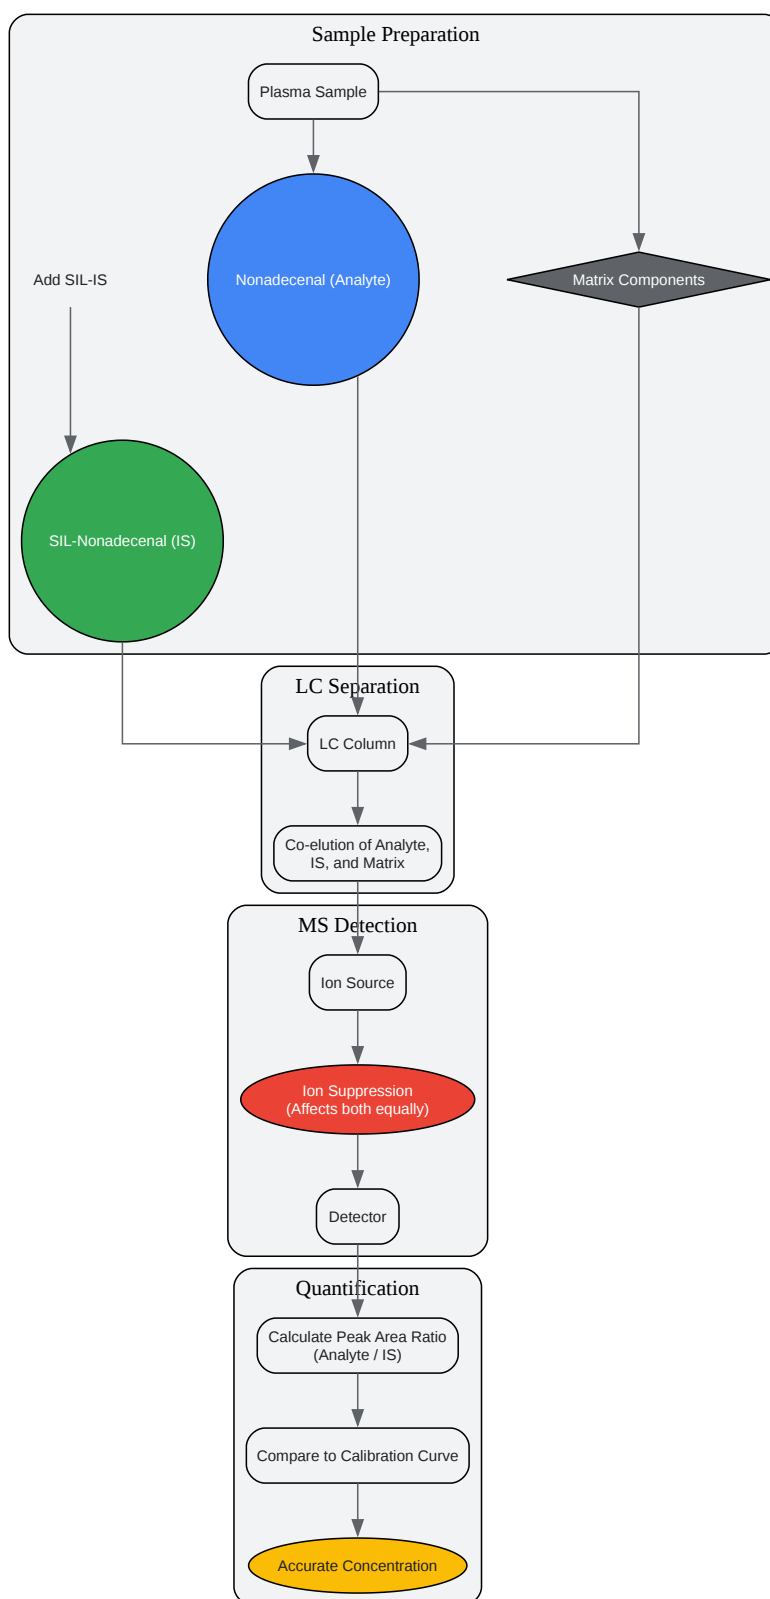 Sample Preparation
Plasma Sample
Add SIL-IS
Nonadecenal (Analyte)
Matrix Components
SIL-Nonadecenal (IS)
LC Separation
LC Column
Co-elution of Analyte,
IS, and Matrix
MS Detection
Ion Source
Ion Suppression
(Affects both equally)
Detector
Quantification
Calculate Peak Area Ratio
(Analyte / IS)
Compare to Calibration Curve
Accurate Concentration